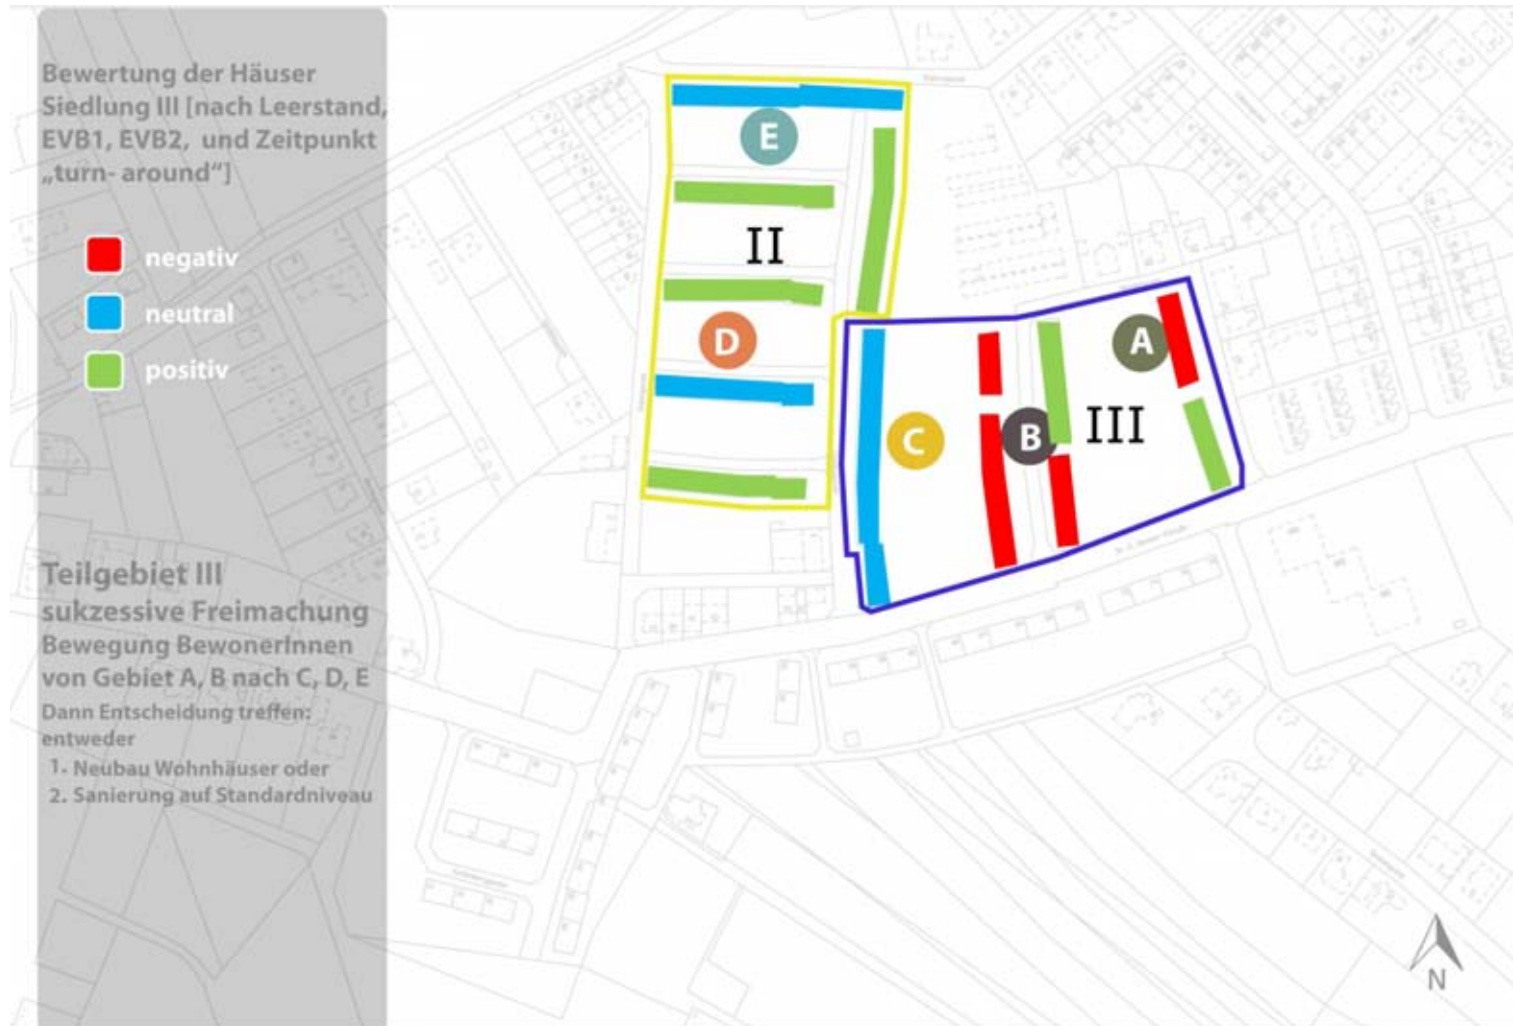 Bewertung der Häuser
Siedlung III [nach Leerstand,
EVB1, EVB2, und Zeitpunkt
„turn- around“]
negativ
neutral
positiv
Teilgebiet III
sukzessive Freimachung
Bewegung BewonerInnen
von Gebiet A, B nach C, D, E
Dann Entscheidung treffen:
entweder
1. Neubau Wohnhäuser oder
2. Sanierung auf Standardniveau
E
II
D
A
C
B
III
N